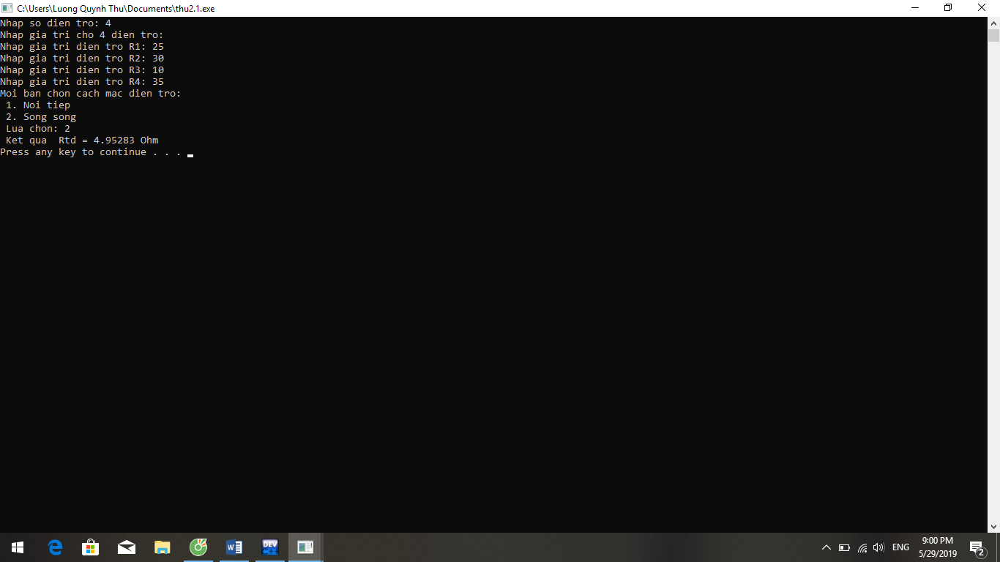 C:\Users\Luong Quynh Thu\Documents\thu2.1.exe
Nhap so dien tro: 4
Nhap gia tri cho 4 dien tro:
Nhap gia tri dien tro R1: 25
Nhap gia tri dien tro R2: 30
Nhap gia tri dien tro R3: 10
Nhap gia tri dien tro R4: 35
Moi ban chon cach mac dien tro:
1. Noi tiep
2. Song song
Lua chon: 2
Ket qua  Rtd = 4.95283 Ohm
Press any key to continue . . .
DEV
ENG
9:00 PM
5/29/2019
2